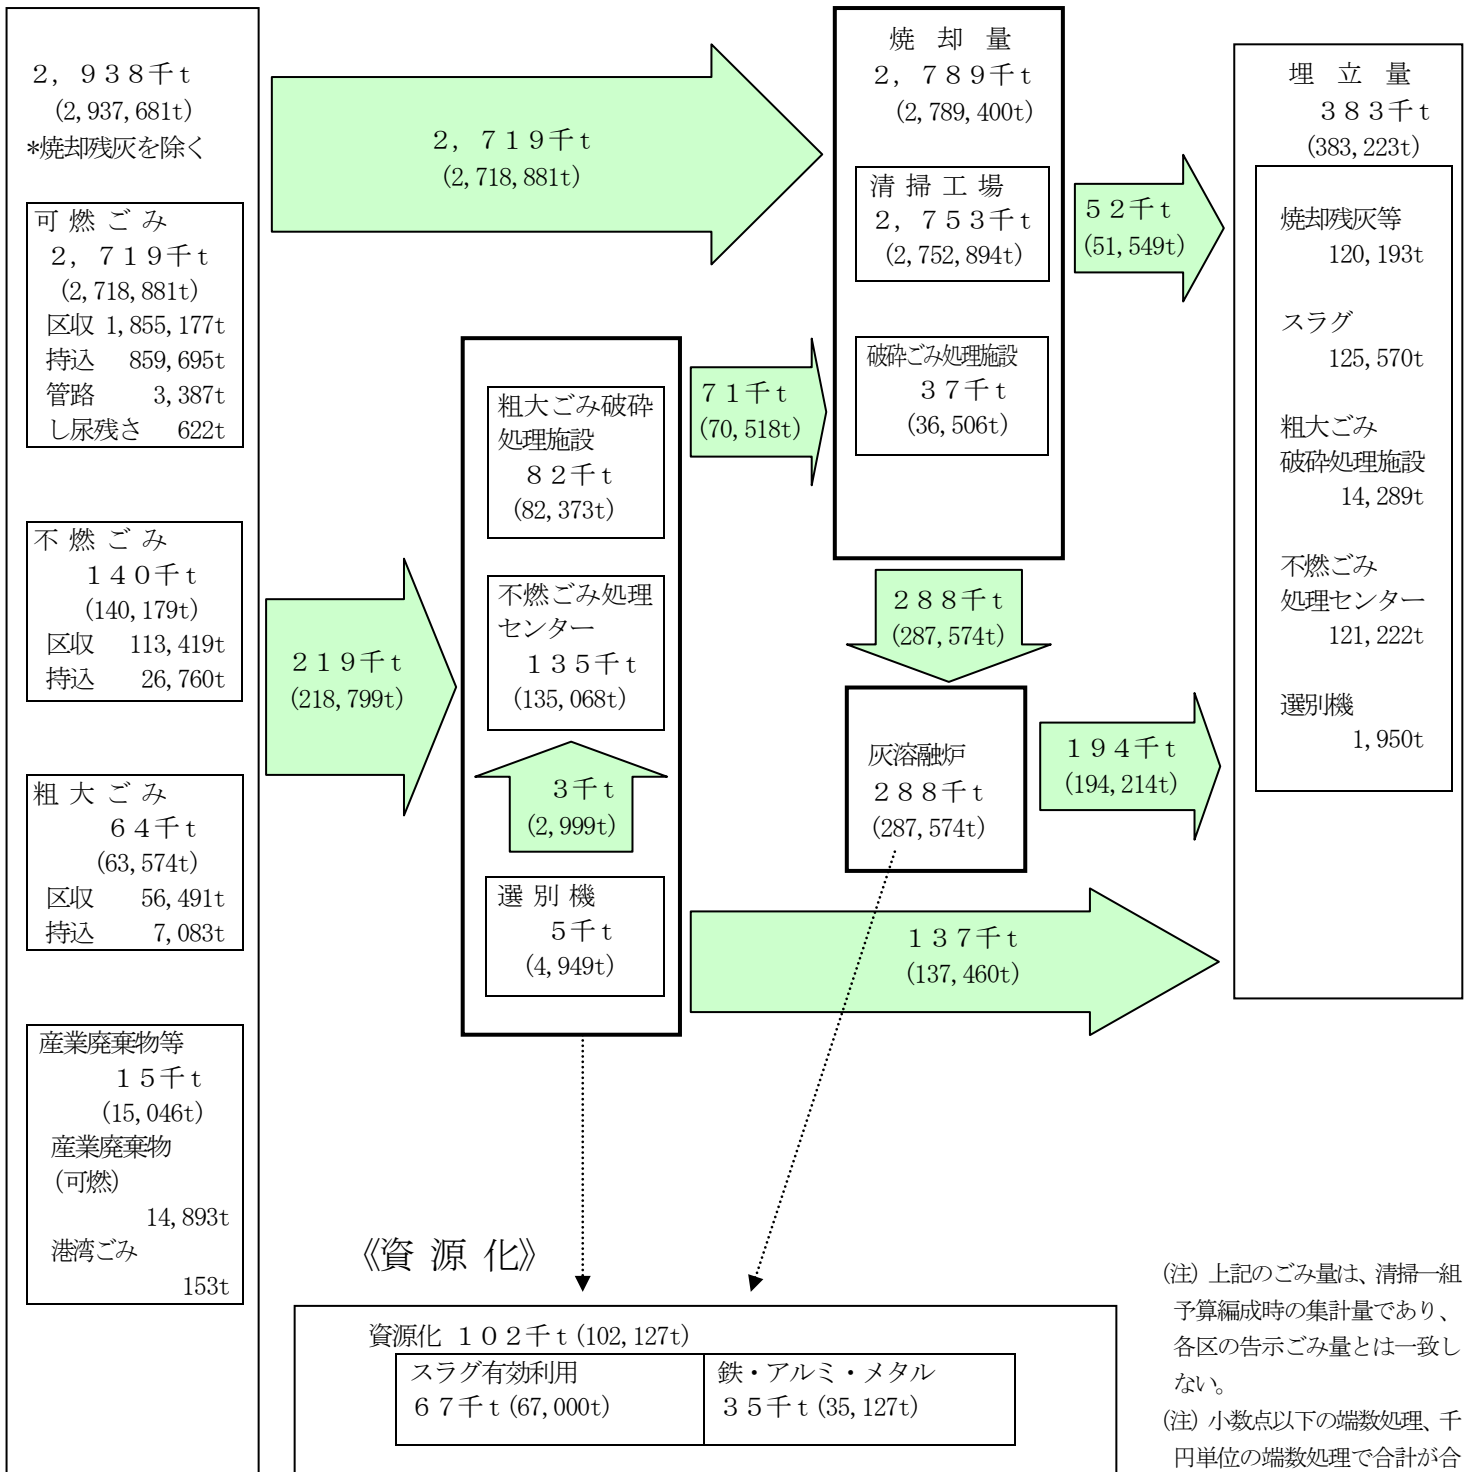 ２，９３８千ｔ
(2,937,681t)
*焼却残灰を除く
可燃ごみ
２，７１９千ｔ
(2,718,881t)
区収 1,855,177t
持込 859,695t
管路 3,387t
し尿残さ 622t
不燃ごみ
１４０千ｔ
(140,179t)
区収 113,419t
持込 26,760t
粗大ごみ
６４千ｔ
(63,574t)
区収 56,491t
持込 7,083t
産業廃棄物等
１５千ｔ
(15,046t)
産業廃棄物
(可燃)
14,893t
港湾ごみ
153t
２，７１９千ｔ
(2,718,881t)
２１９千ｔ
(218,799t)
粗大ごみ破砕
処理施設
８２千ｔ
(82,373t)
不燃ごみ処理
センター
１３５千ｔ
(135,068t)
３千ｔ
(2,999t)
選別機
５千ｔ
(4,949t)
７１千ｔ
(70,518t)
焼却量
２，７８９千ｔ
(2,789,400t)
清掃工場
２，７５３千ｔ
(2,752,894t)
破砕ごみ処理施設
３７千ｔ
(36,506t)
２８８千ｔ
(287,574t)
灰溶融炉
２８８千ｔ
(287,574t)
５２千ｔ
(51,549t)
１９４千ｔ
(194,214t)
１３７千ｔ
(137,460t)
埋立量
３８３千ｔ
(383,223t)
焼却残灰等
120,193t
スラグ
125,570t
粗大ごみ
破砕処理施設
14,289t
不燃ごみ
処理センター
121,222t
選別機
1,950t
《資源化》
資源化 １０２千ｔ(102,127t)
スラグ有効利用
６７千ｔ(67,000t)
鉄・アルミ・メタル
３５千ｔ(35,127t)
(注) 上記のごみ量は、清掃一組
予算編成時の集計量であり、
各区の告示ごみ量とは一致し
ない。
(注) 小数点以下の端数処理、千
円単位の端数処理で合計が合